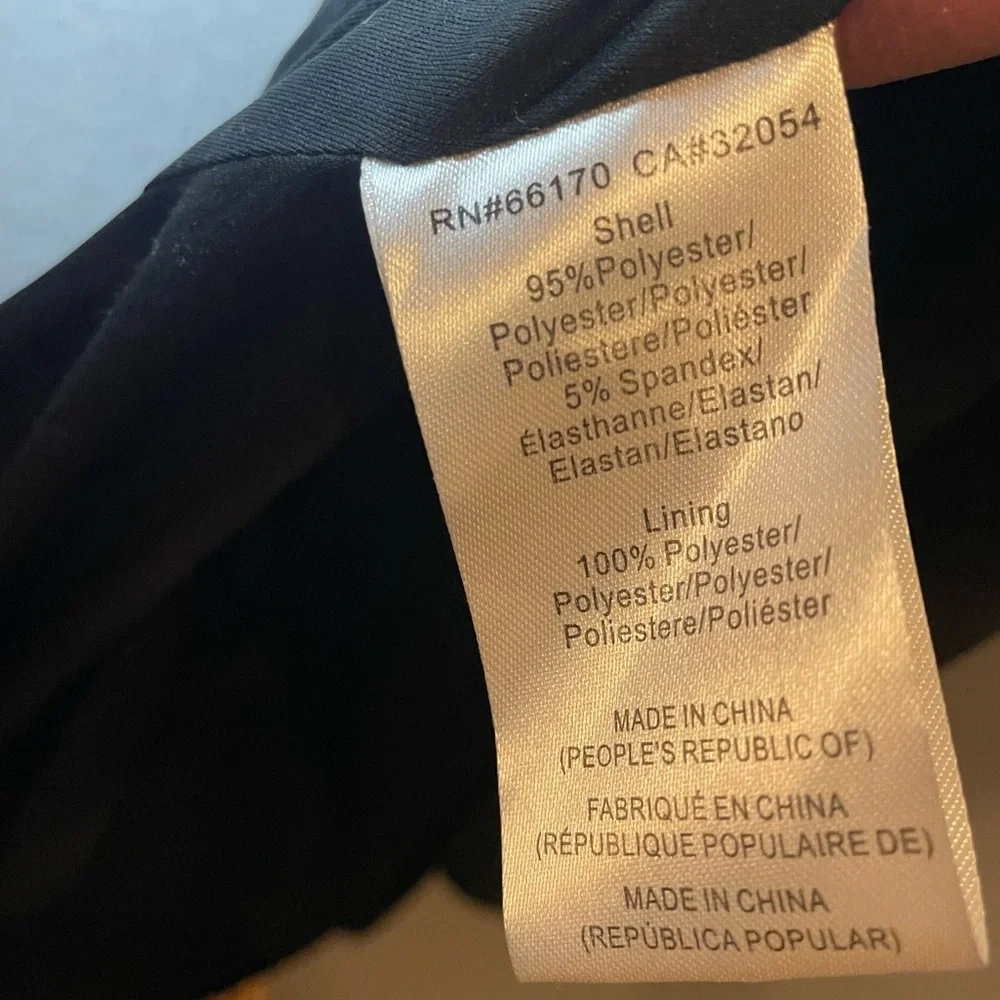 RN#66170 CA#32054
Shell
95%Polyester/
Polyester/Polyester/
Poliestere/Poliéster
5% Spandex/
Élasthanne/Elastan/
Elastan/Elastano
Lining
100% Polyester/
Polyester/Polyester/
Poliestere/Poliéster
MADE IN CHINA
(PEOPLE'S REPUBLIC OF)
FABRIQUÉ EN CHINA
(RÉPUBLIQUE POPULAIRE DE)
MADE IN CHINA
(REPÚBLICA POPULAR)